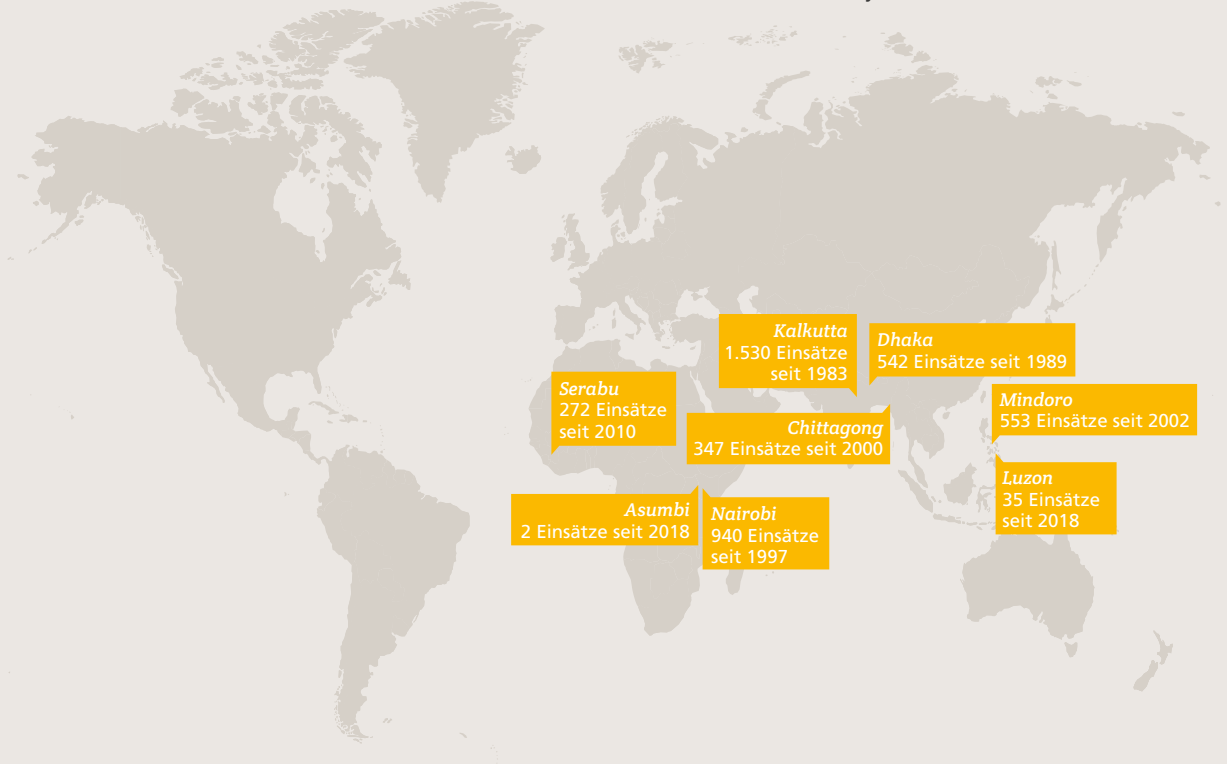 Kalkutta
1.530 Einsätze
seit 1983
Dhaka
542 Einsätze seit 1989
Serabu
272 Einsätze
seit 2010
Mindoro
553 Einsätze seit 2002
Chittagong
347 Einsätze seit 2000
Luzon
35 Einsätze
seit 2018
Asumbi
2 Einsätze seit 2018
Nairobi
940 Einsätze
seit 1997